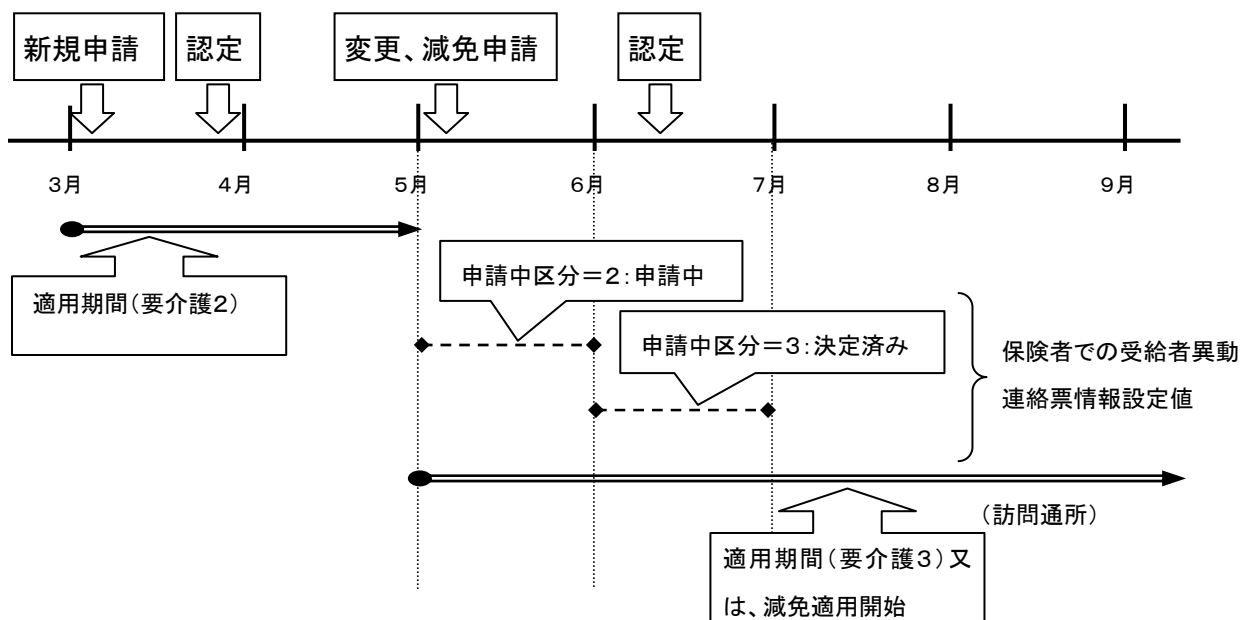 新規申請
認定
変更、減免申請
認定
3月
4月
5月
6月
7月
8月
9月
適用期間(要介護2)
申請中区分=2:申請中
申請中区分=3:決定済み
保険者での受給者異動
連絡票情報設定値
(訪問通所)
適用期間(要介護3)又
は、減免適用開始